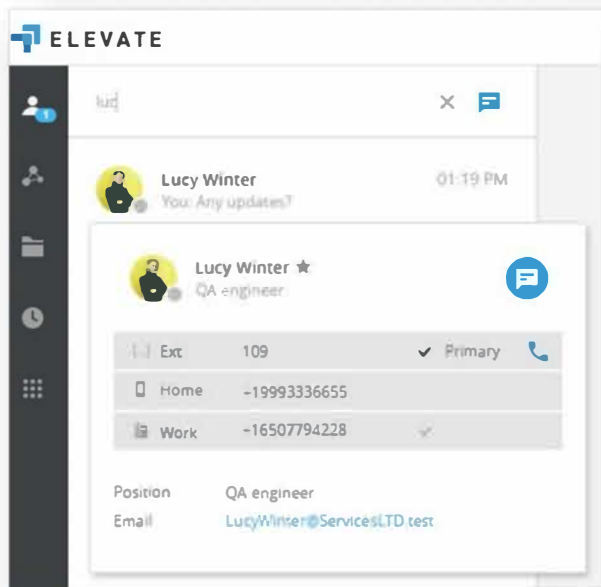 ELEVATE
1
luc
Lucy Winter 01:19 PM
You: Any updates?
Lucy Winter
QA engineer
Ext 109 Primary
Home -19993336655
Work -16507794228
Position QA engineer
Email LucyWinter@ServicesLTD.test